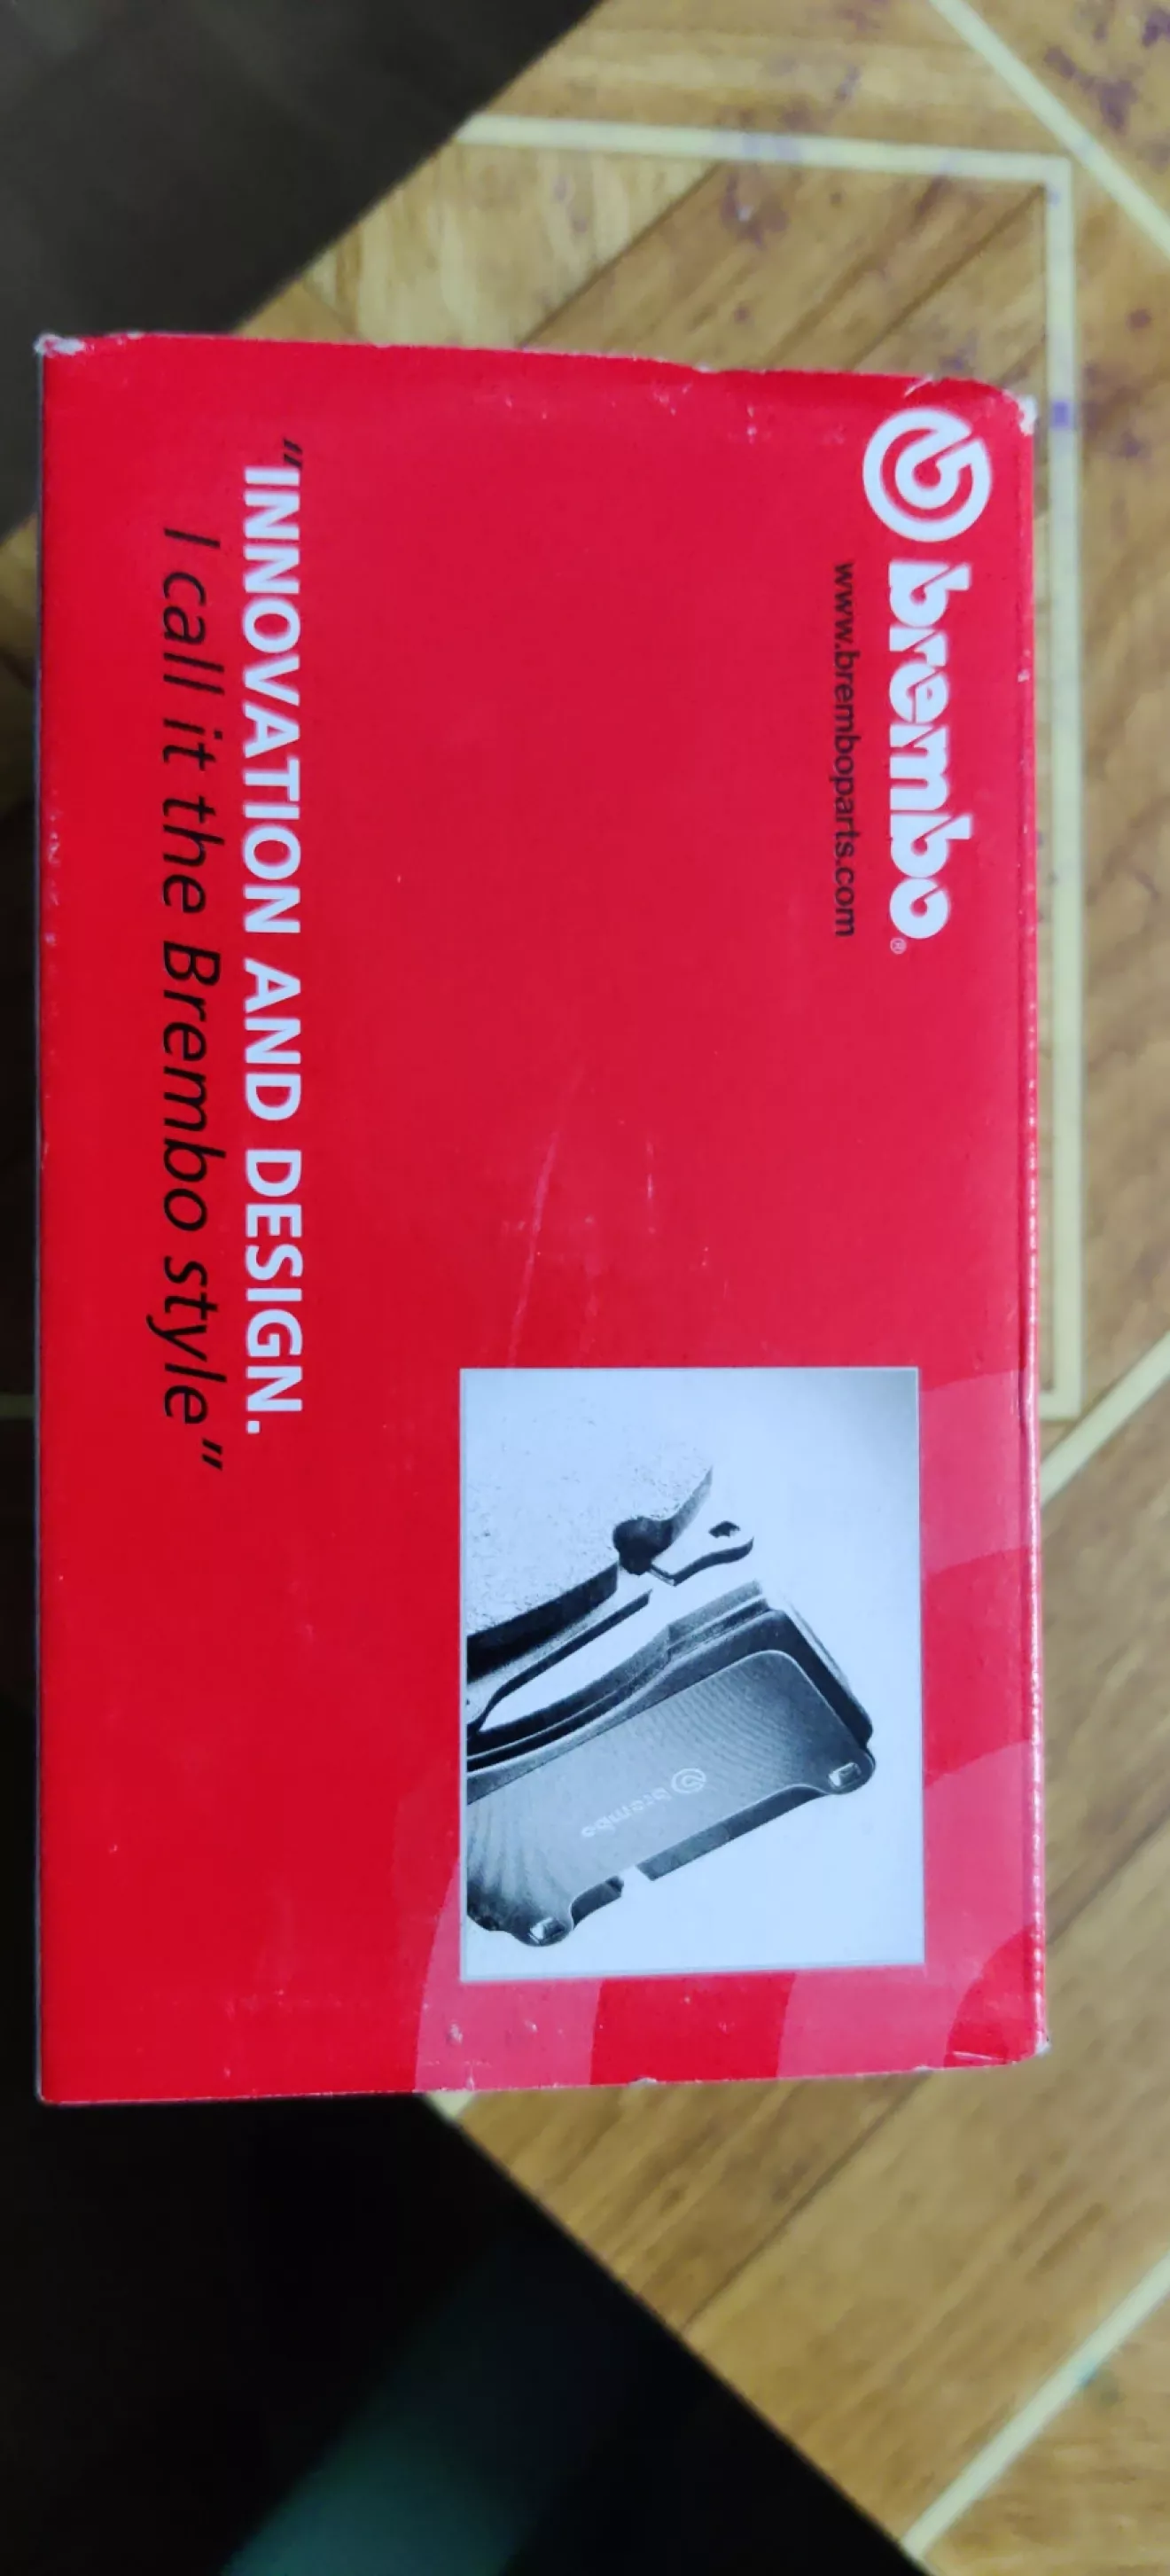 brembo®
www.bremboparts.com
brembo
"INNOVATION AND DESIGN.
I call it the Brembo style"